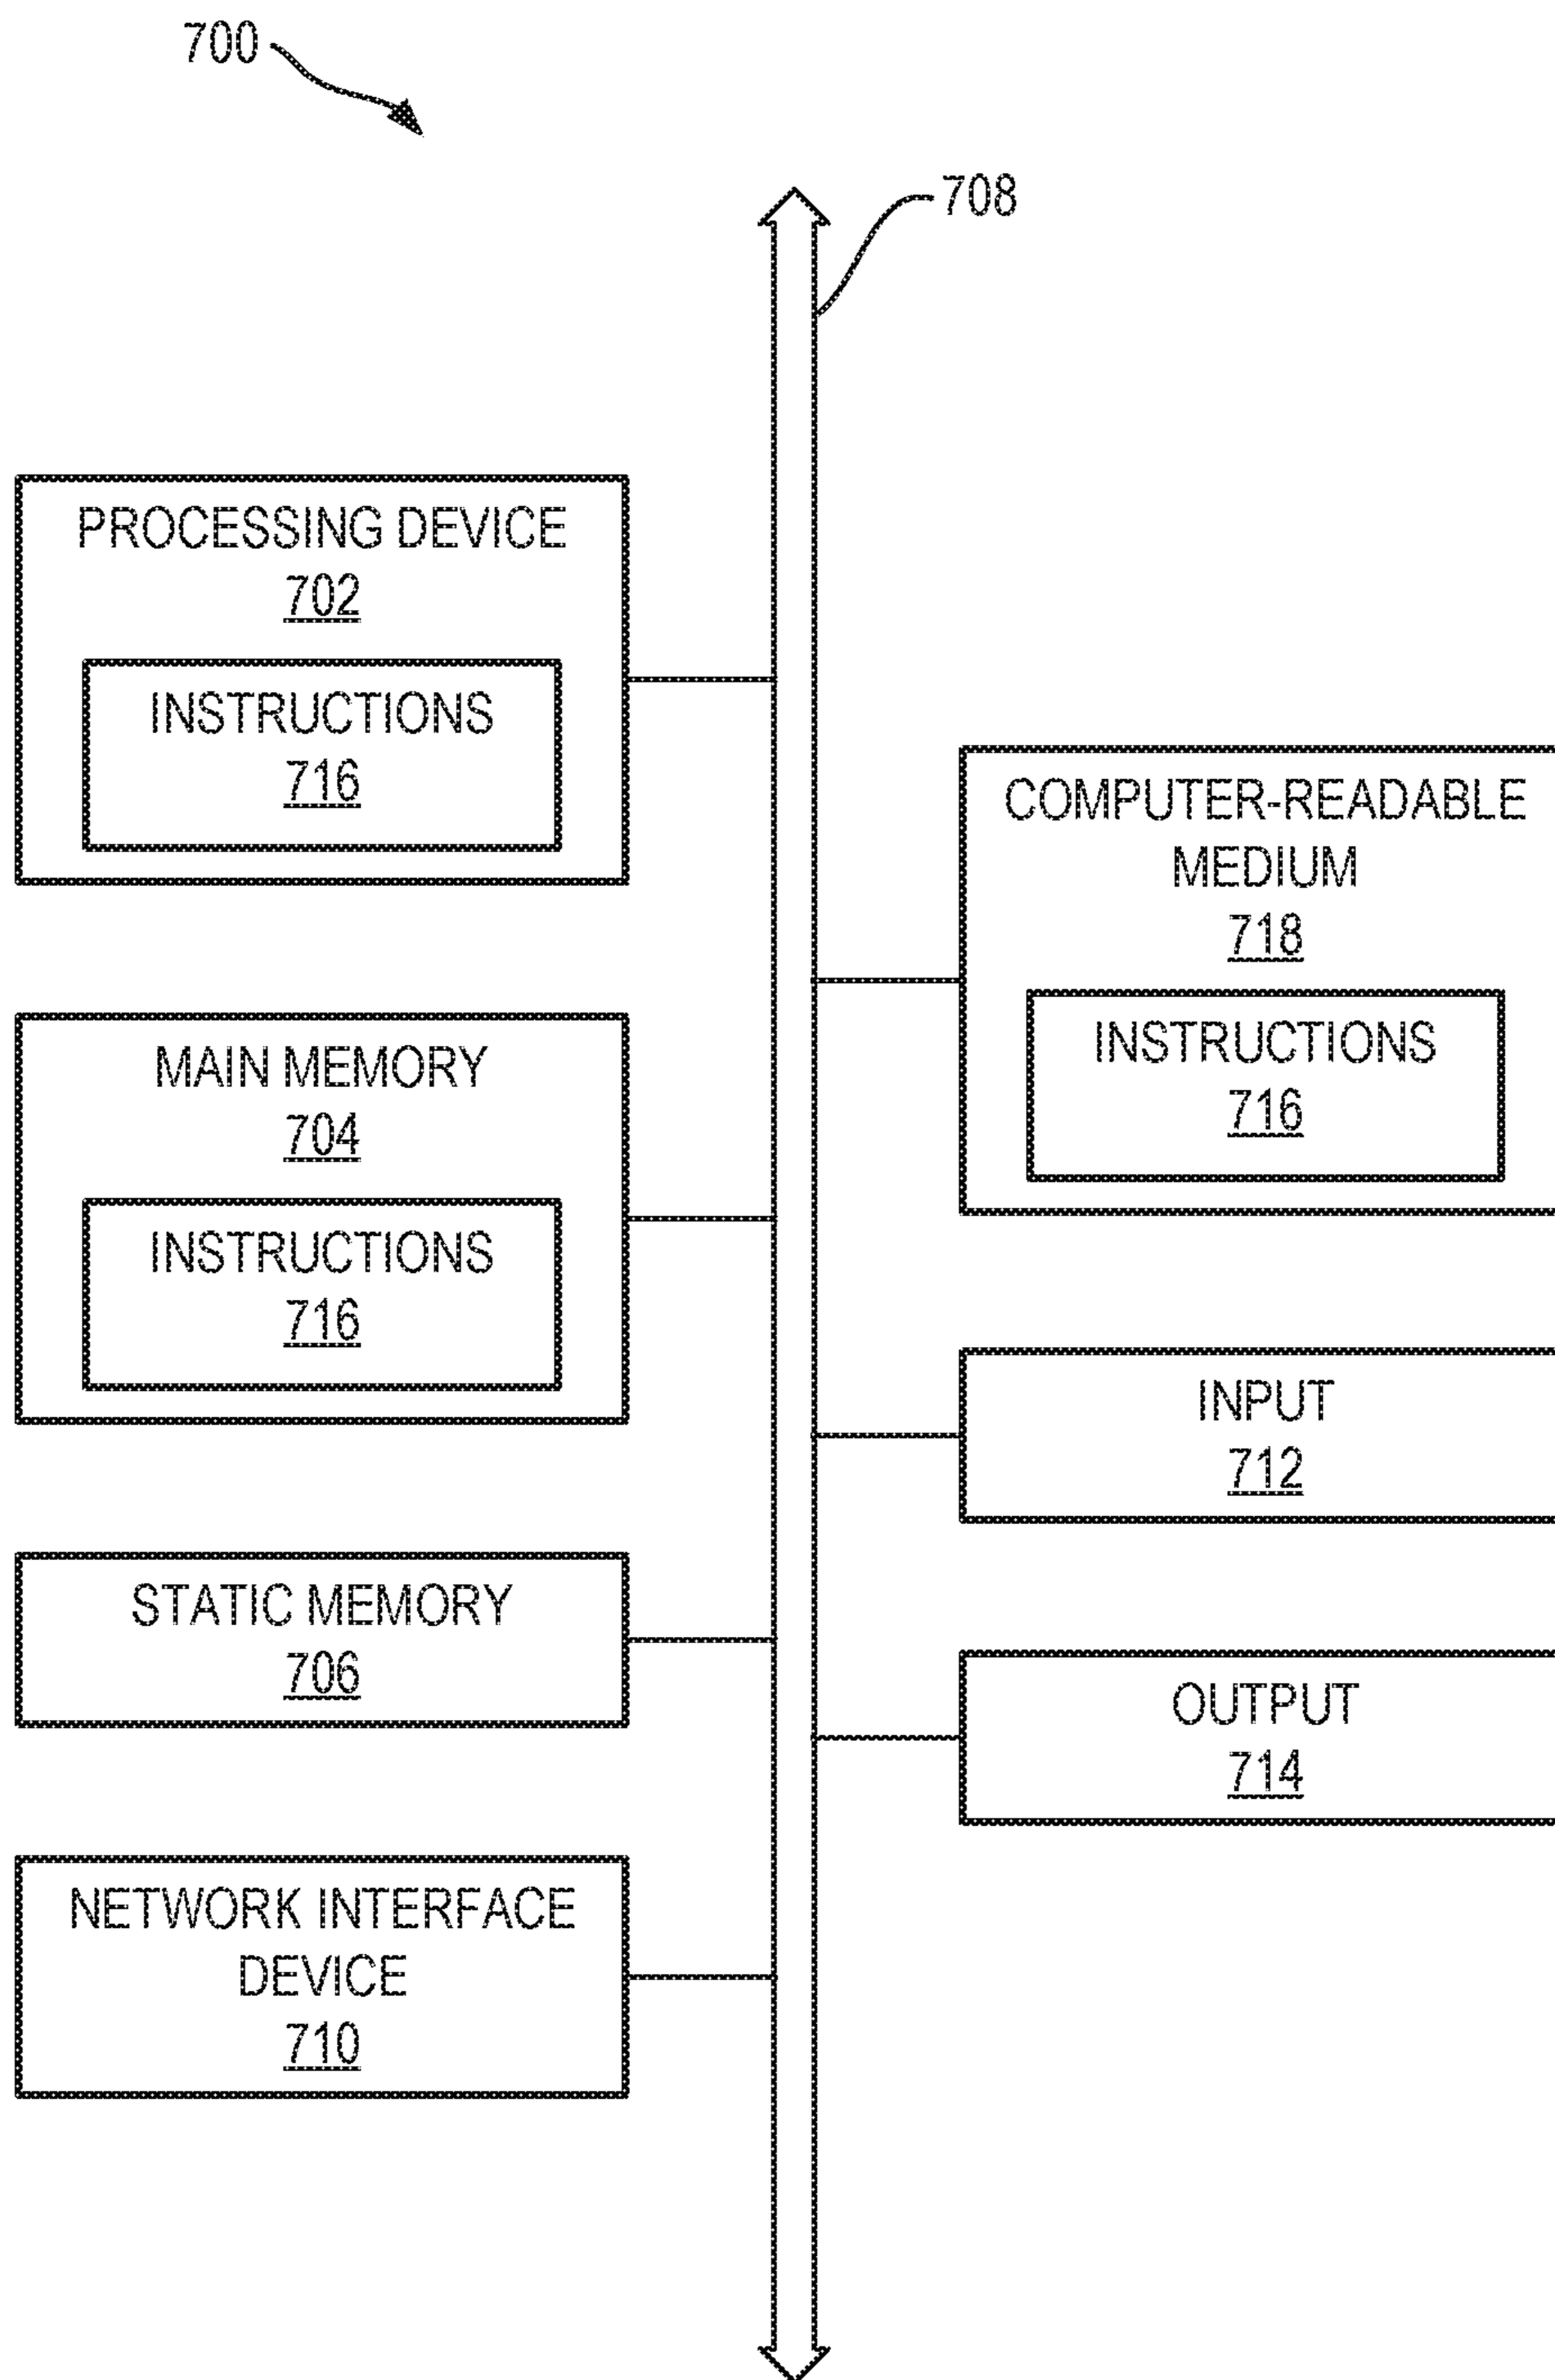 700
708
PROCESSING DEVICE
702
INSTRUCTIONS
716
MAIN MEMORY
704
INSTRUCTIONS
716
STATIC MEMORY
706
NETWORK INTERFACE
DEVICE
710
COMPUTER-READABLE
MEDIUM
718
INSTRUCTIONS
716
INPUT
712
OUTPUT
714